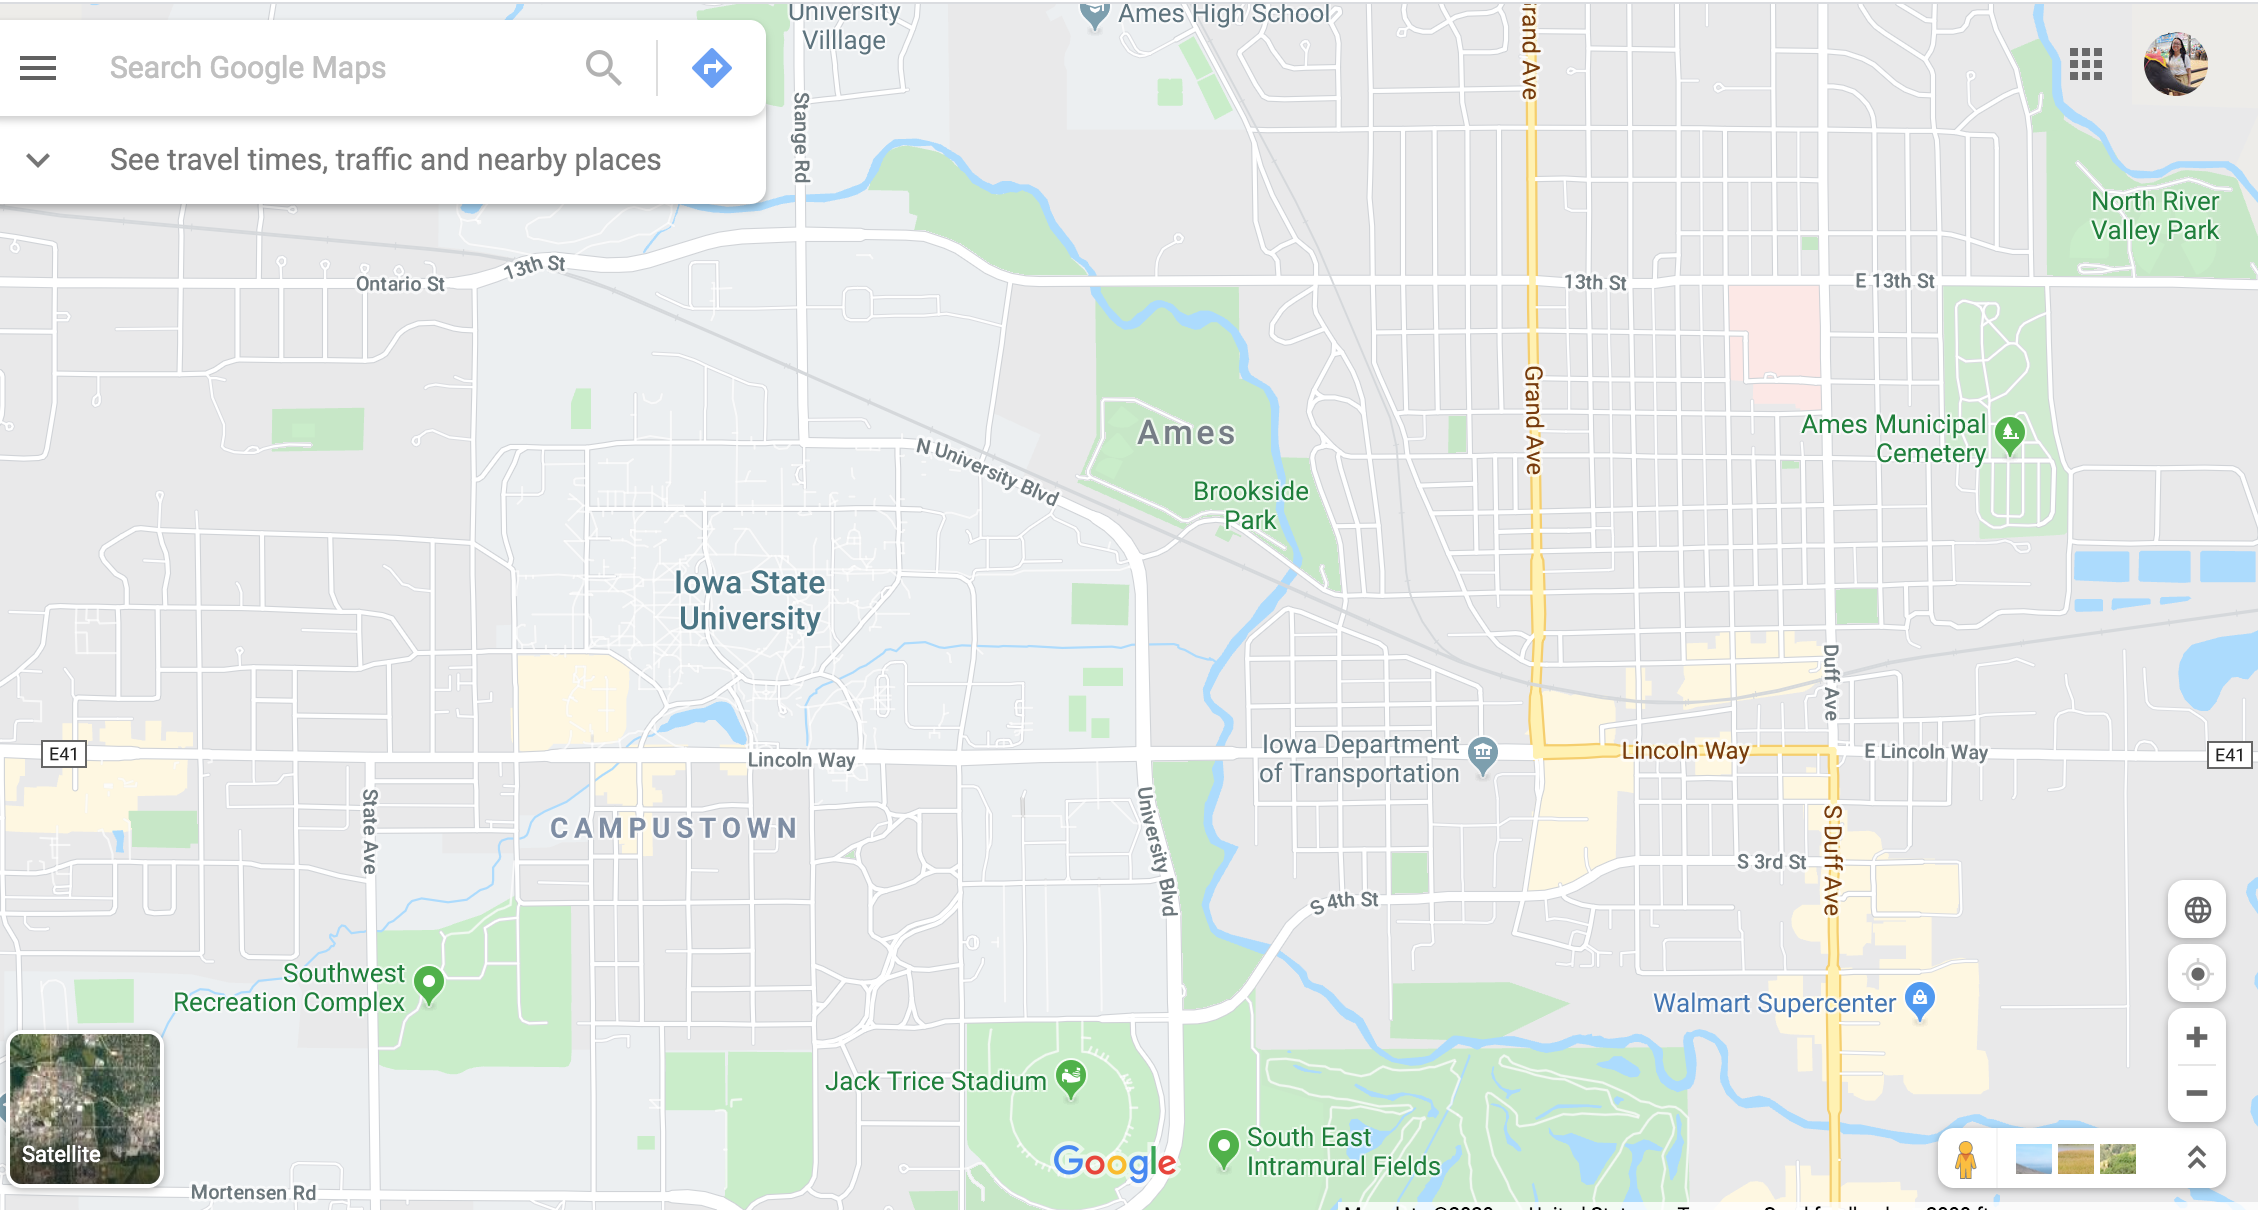 University
Villlage
Ames High School
Grand Ave
Search Google Maps
See travel times, traffic and nearby places
Stange Rd
North River
Valley Park
Ontario St
13th St
13th St
E 13th St
Grand Ave
Ames
N University Blvd
Ames Municipal
Cemetery
Brookside
Park
Iowa State
University
Duff Ave
E41
Lincoln Way
Iowa Department
of Transportation
Lincoln Way
E Lincoln Way
E41
State Ave
CAMPUSTOWN
University Blvd
S Duff Ave
S 3rd St
S 4th St
Southwest
Recreation Complex
Walmart Supercenter
Jack Trice Stadium
South East
Intramural Fields
Satellite
Google
Mortensen Rd